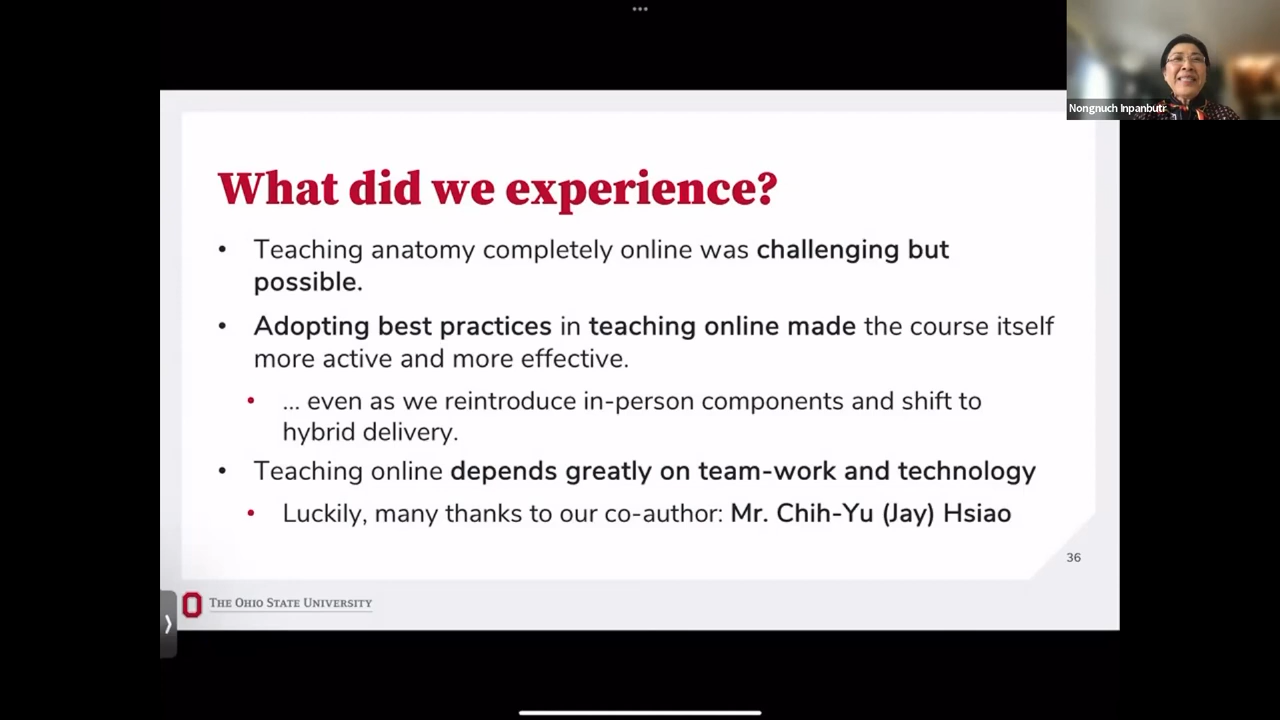 Nongnuch Inpanbutr
What did we experience?
• Teaching anatomy completely online was challenging but
possible.
• Adopting best practices in teaching online made the course itself
more active and more effective.
• ... even as we reintroduce in-person components and shift to
hybrid delivery.
• Teaching online depends greatly on team-work and technology
• Luckily, many thanks to our co-author: Mr. Chih-Yu (Jay) Hsiao
36
THE OHIO STATE UNIVERSITY